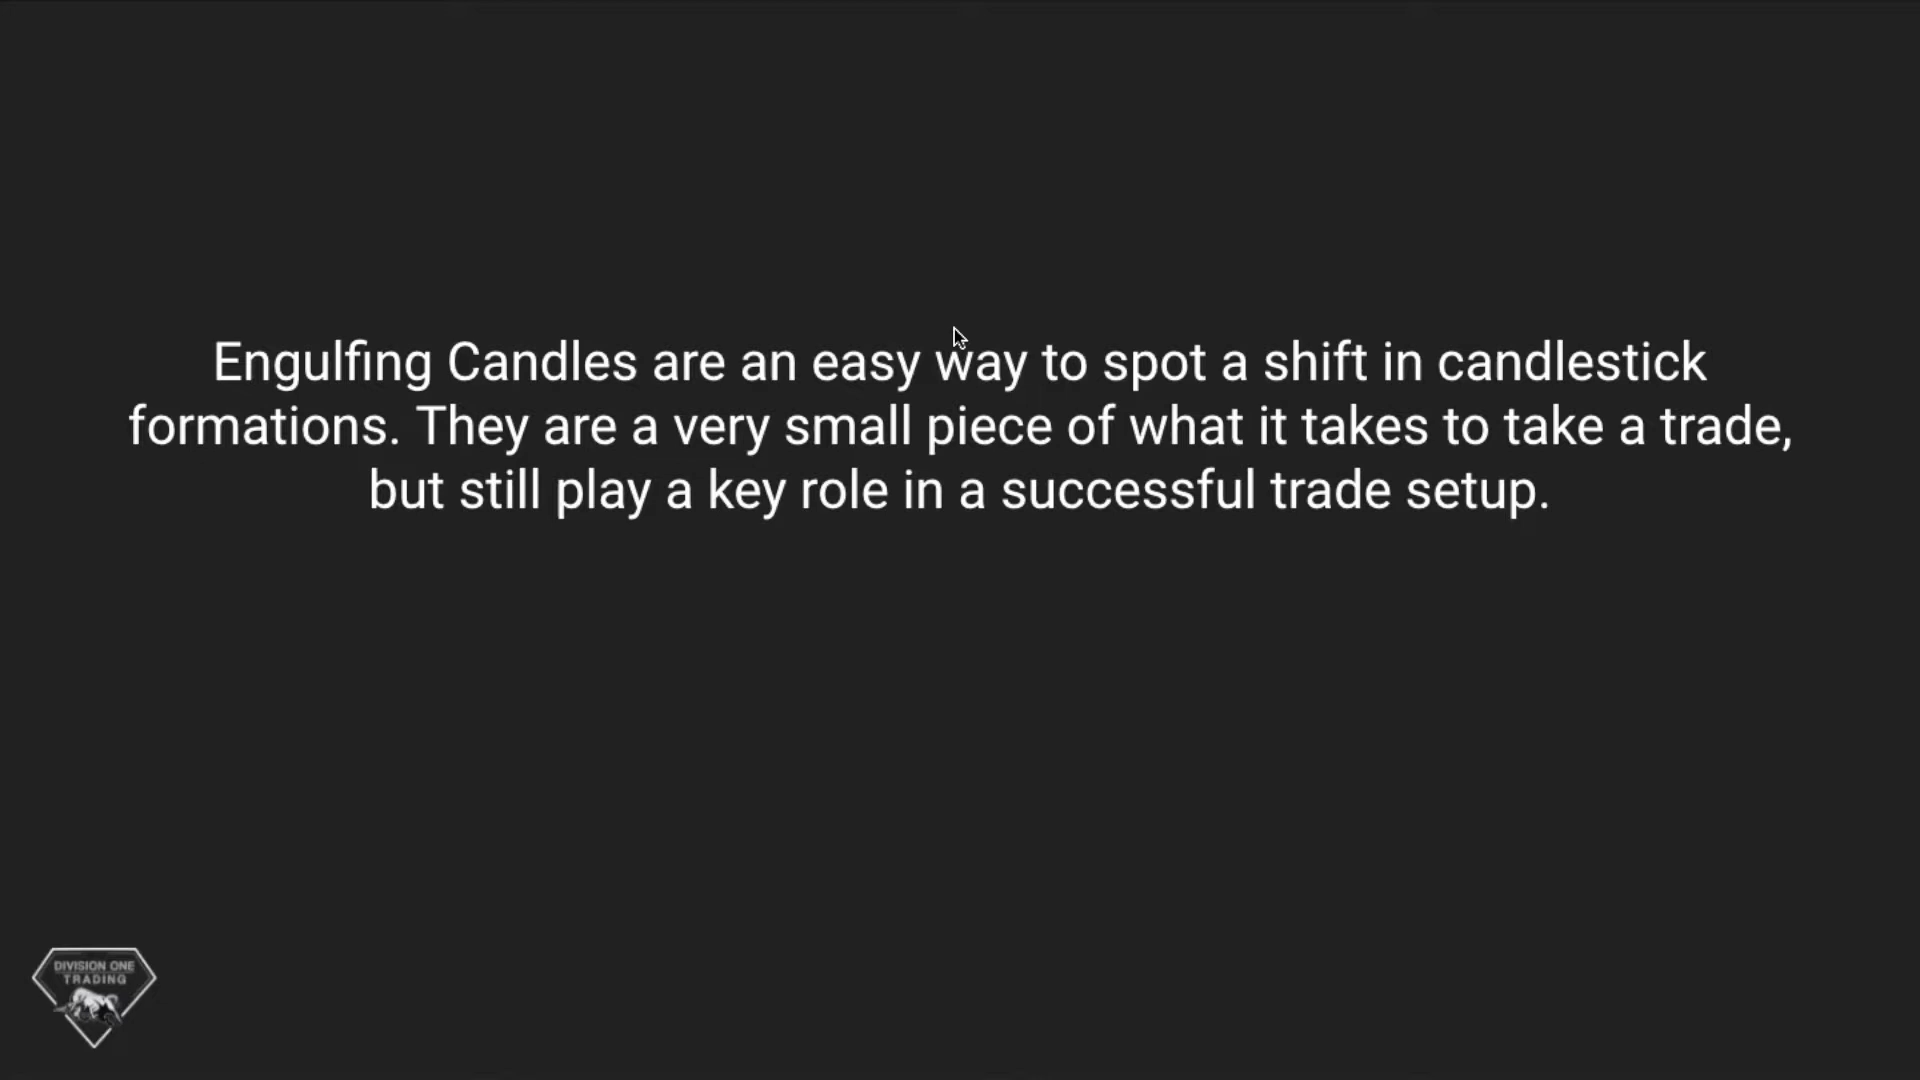 Engulfing Candles are an easy way to spot a shift in candlestick
formations. They are a very small piece of what it takes to take a trade,
but still play a key role in a successful trade setup.
DIVISION ONE
TRADING